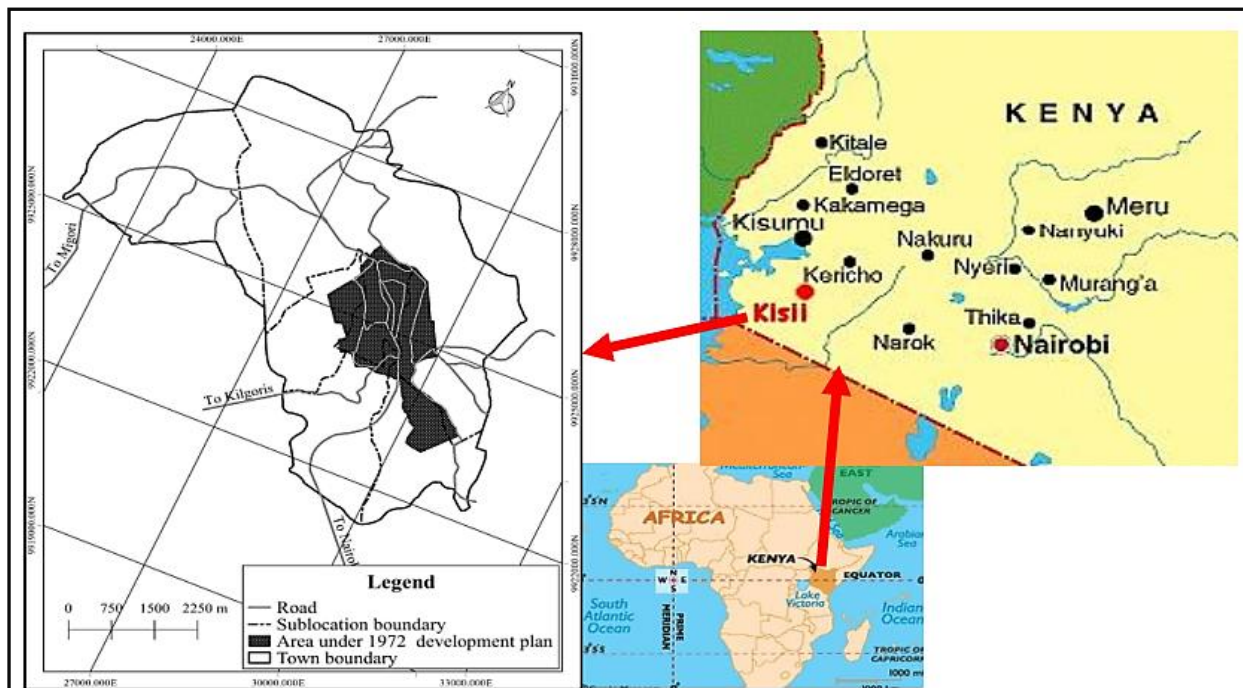 24000.000E
27000.000E
9931000.000N
N
9925000.000N
9928000.000N
To Migori
9922000.000N
To Kilgoris
9925000.000N
9919000.000N
9922000.000N
Legend
0 750 1500 2250 m
Road
Sublocation boundary
Area under 1972 development plan
Town boundary
27000.000E
30000.000E
33000.000E
KENYA
Kitale
Eldoret
Kakamega
Meru
Kisumu
Nanyuki
Nakuru
Kericho
Nyeri
Murang'a
Kisii
Thika
Narok
Nairobi
EAST
TROPIC OF
CANCER
AFRICA
Arabian
Sea
KENYA
EQUATOR
N
W E
S
0
Lake
Victoria
South
Atlantic
Ocean
PRIME
MERIDIAN
Indian
Ocean
TROPIC OF
CAPRICORN
1000 mi
0°